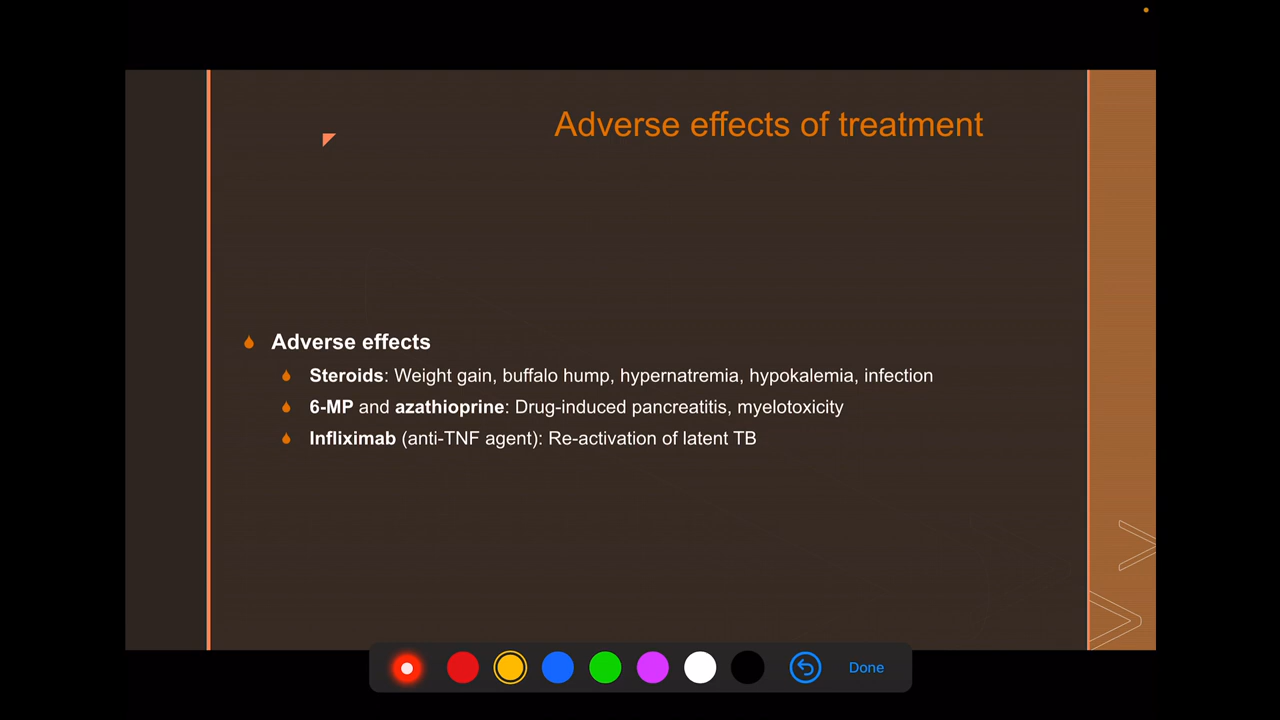 Adverse effects of treatment
Adverse effects
Steroids: Weight gain, buffalo hump, hypernatremia, hypokalemia, infection
6-MP and azathioprine: Drug-induced pancreatitis, myelotoxicity
Infliximab (anti-TNF agent): Re-activation of latent TB
Done